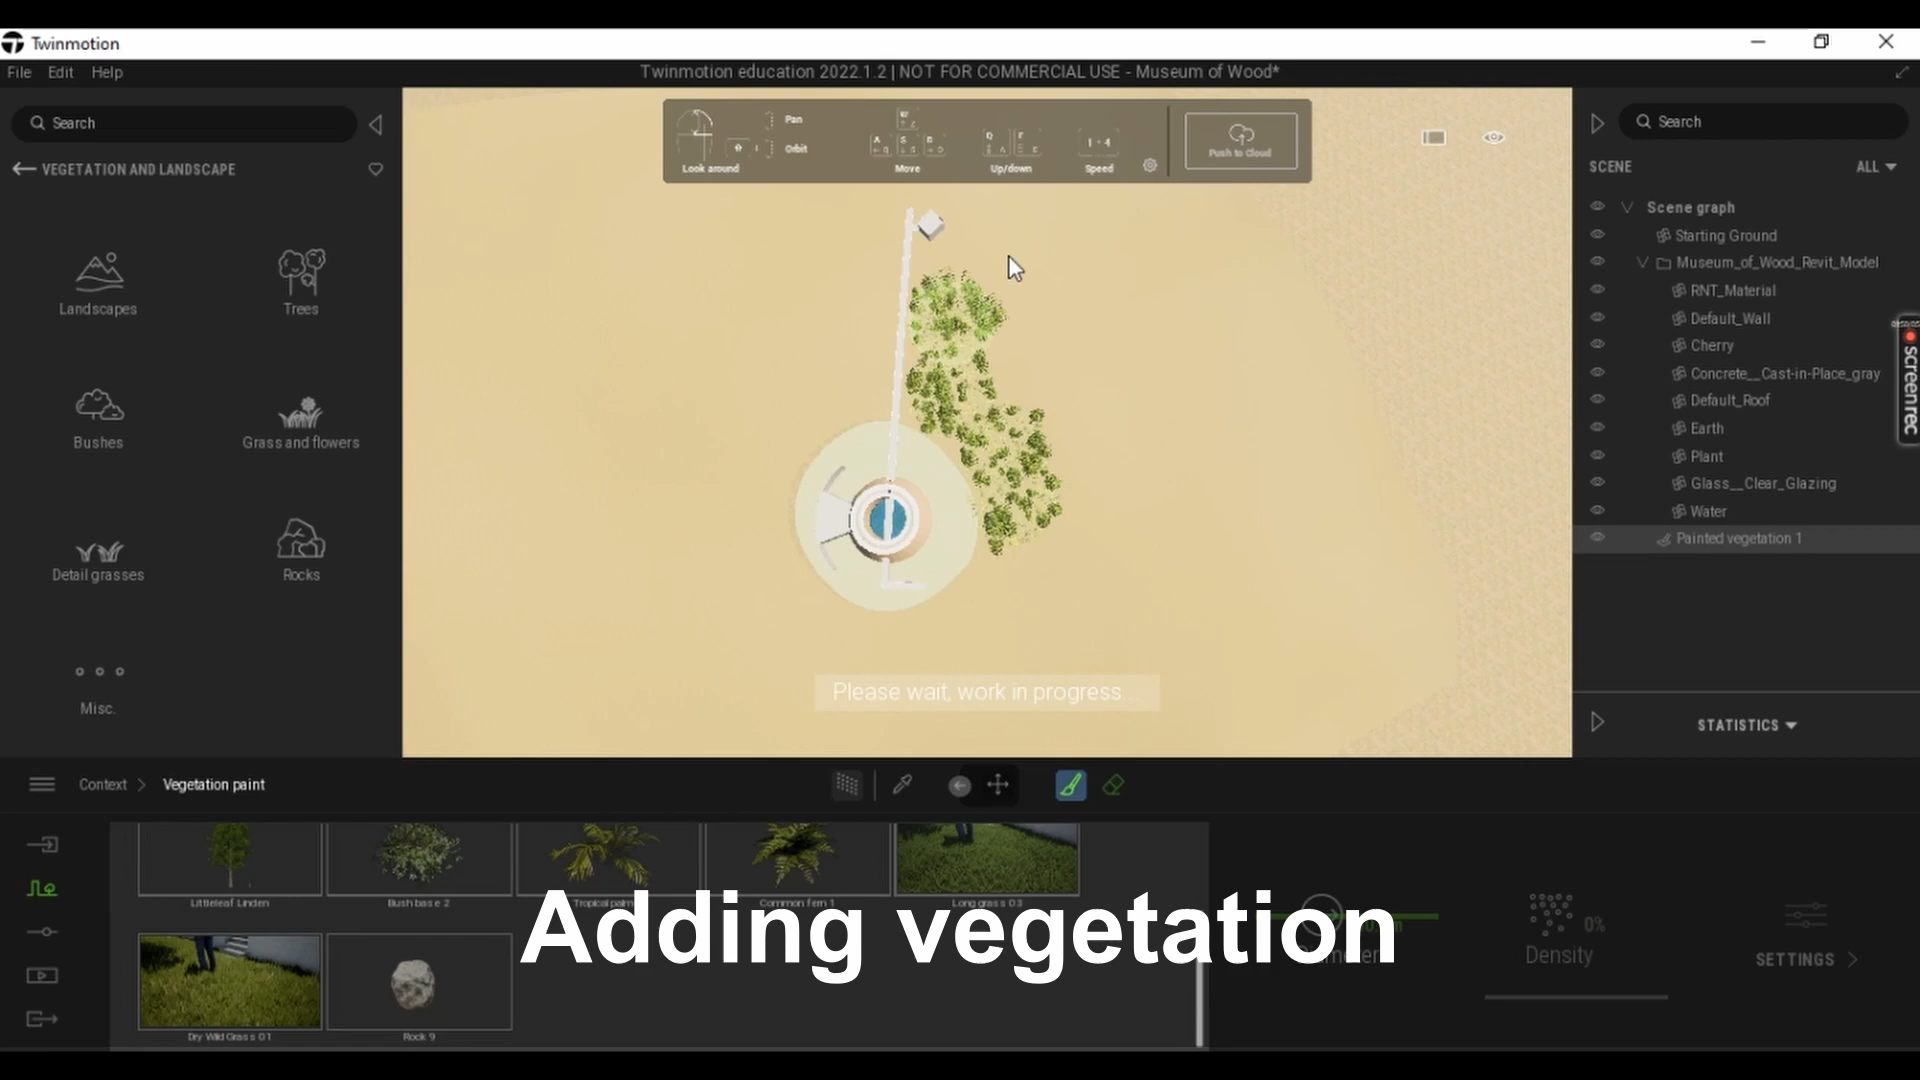 Twinmotion
File Edit Help
Twinmotion education 2022.1.2 | NOT FOR COMMERCIAL USE - Museum of Wood*
Search
VEGETATION AND LANDSCAPE
Landscapes
Trees
Bushes
Grass and flowers
Detail grasses
Rocks
Misc.
Pan
Orbit
Look around
Move
Up/down
Speed
Push to Cloud
Please wait, work in progress...
Search
SCENE ALL
Scene graph
Starting Ground
Museum_of_Wood_Revit_Model
RNT_Material
Default_Wall
Cherry
Concrete__Cast-in-Place_gray
Default_Roof
Earth
Plant
Glass__Clear_Glazing
Water
Painted vegetation 1
STATISTICS
screenrec
Context > Vegetation paint
Littleleaf Linden
Bush base 2
Tropical palm
Common fern 1
Long grass 03
Dry Wild Grass 01
Rock 9
Adding vegetation
0%
Density
SETTINGS